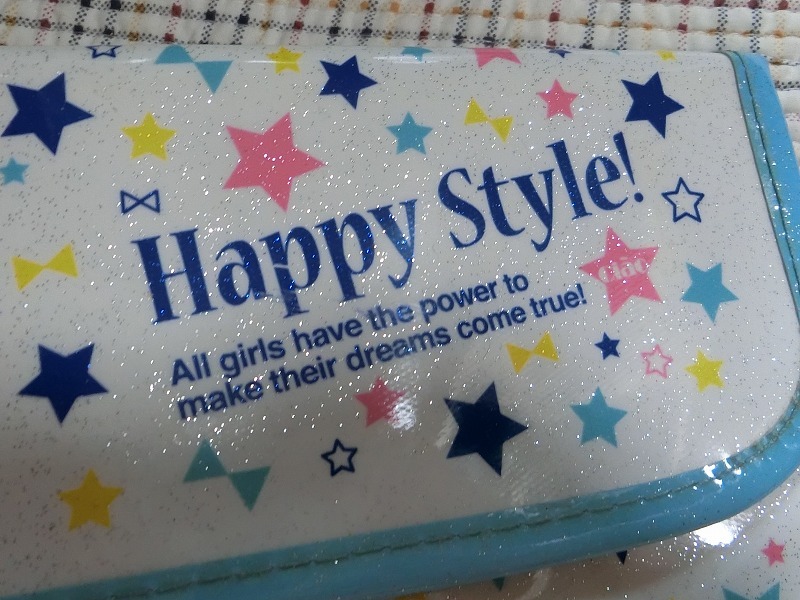 Happy Style!
All girls have the power to
make their dreams come true!